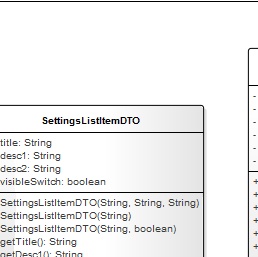 SettingsListItemDTO
title: String
desc1: String
desc2: String
visibleSwitch: boolean
SettingsListItemDTO(String, String, String)
SettingsListItemDTO(String)
SettingsListItemDTO(String, boolean)
getTitle(): String
getDesc1(): String